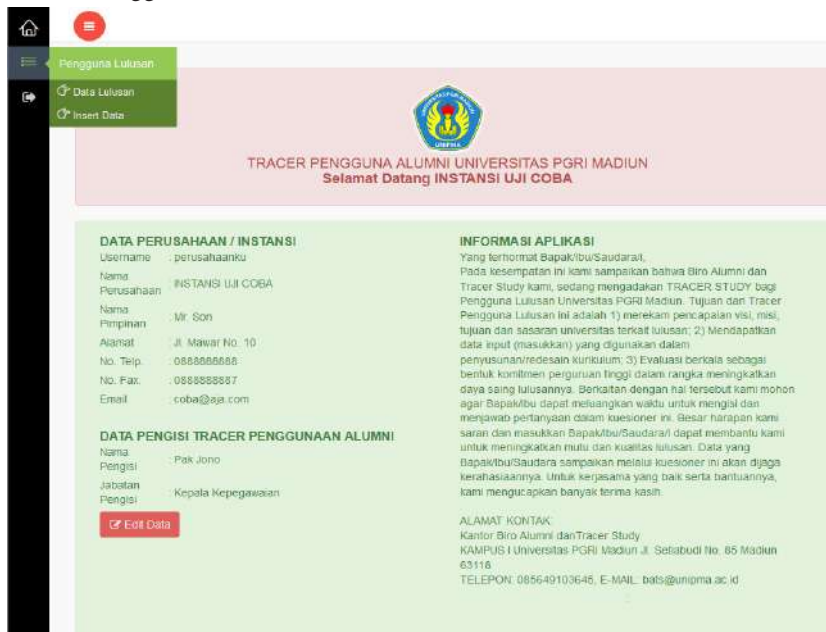 Pengguna Lulusan
Data Lulusan
Insert Data
UNIPMA
TRACER PENGGUNA ALUMNI UNIVERSITAS PGRI MADIUN
Selamat Datang INSTANSI UJI COBA
DATA PERUSAHAAN / INSTANSI
Username : perusahaanku
Nama
Perusahaan : INSTANSI UJI COBA
Nama
Pimpinan : Mr. Son
Alamat : Jl. Mawar No. 10
No. Telp. : 0888888888
No. Fax. : 0888888887
Email : coba@aja.com
DATA PENGISI TRACER PENGGUNAAN ALUMNI
Nama
Pengisi : Pak Jono
Jabatan
Pengisi : Kepala Kepegawaian
Edit Data
INFORMASI APLIKASI
Yang terhormat Bapak/Ibu/Saudara/i,
Pada kesempatan ini kami sampaikan bahwa Biro Alumni dan
Tracer Study kami, sedang mengadakan TRACER STUDY bagi
Pengguna Lulusan Universitas PGRI Madiun. Tujuan dari Tracer
Pengguna Lulusan ini adalah 1) merekam pencapaian visi, misi,
tujuan dan sasaran universitas terkait lulusan; 2) Mendapatkan
data input (masukkan) yang digunakan dalam
penyusunan/redesain kurikulum; 3) Evaluasi berkala sebagai
bentuk komitmen perguruan tinggi dalam rangka meningkatkan
daya saing lulusannya. Berkaitan dengan hal tersebut kami mohon
agar Bapak/Ibu dapat meluangkan waktu untuk mengisi dan
menjawab pertanyaan dalam kuesioner ini. Besar harapan kami
saran dan masukkan Bapak/Ibu/Saudara/i dapat membantu kami
untuk meningkatkan mutu dan kualitas lulusan. Data yang
Bapak/Ibu/Saudara sampaikan melalui kuesioner ini akan dijaga
kerahasiaannya. Untuk kerjasama yang baik serta bantuannya,
kami mengucapkan banyak terima kasih.
ALAMAT KONTAK:
Kantor Biro Alumni danTracer Study
KAMPUS I Universitas PGRI Madiun Jl. Setiabudi No. 85 Madiun
63118
TELEPON: 085649103645, E-MAIL: bats@unipma.ac.id